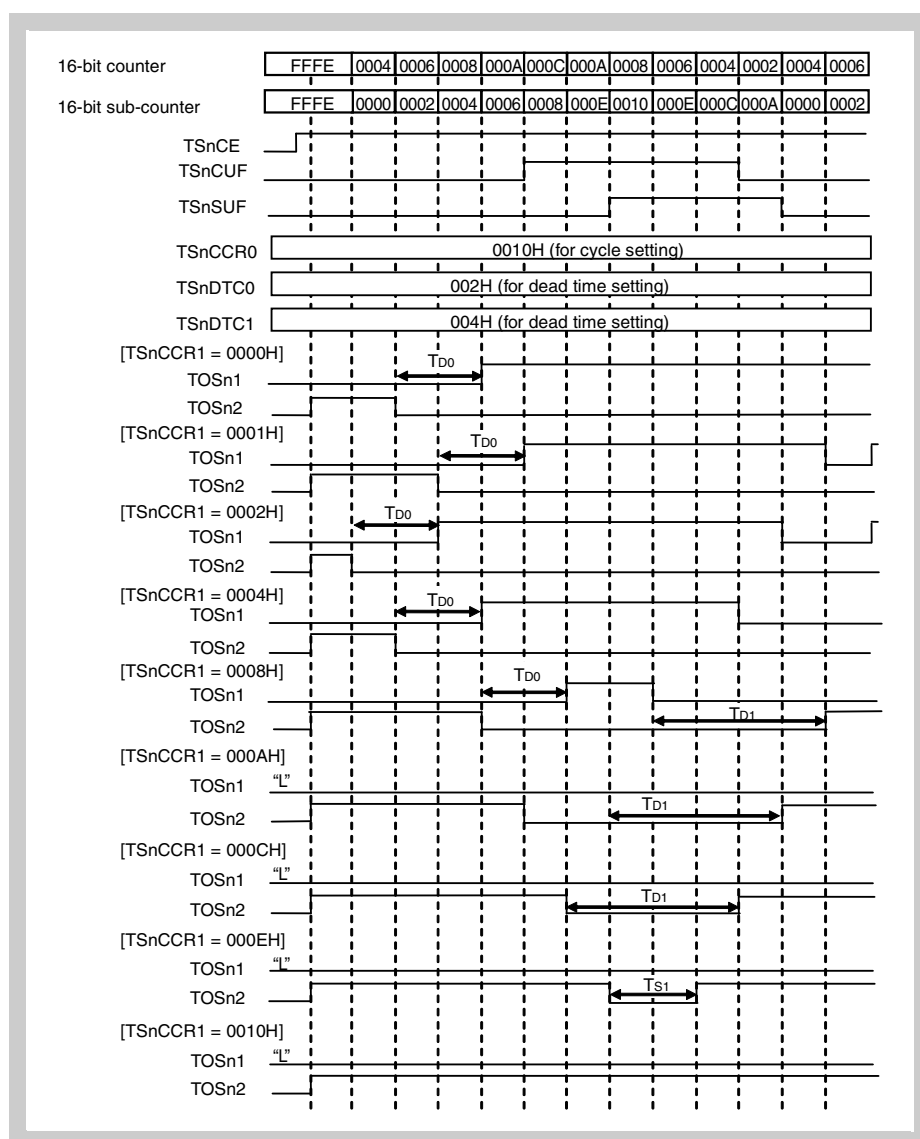 16-bit counter FFFE 0004 0006 0008 000A 000C 000A 0008 0006 0004 0002 0004 0006
16-bit sub-counter FFFE 0000 0002 0004 0006 0008 000E 0010 000E 000C 000A 0000 0002
TSnCE
TSnCUF
TSnSUF
TSnCCR0 0010H (for cycle setting)
TSnDTC0 002H (for dead time setting)
TSnDTC1 004H (for dead time setting)
[TSnCCR1 = 0000H]
TD0
TOSn1
TOSn2
[TSnCCR1 = 0001H]
TD0
TOSn1
TOSn2
[TSnCCR1 = 0002H]
TD0
TOSn1
TOSn2
[TSnCCR1 = 0004H]
TD0
TOSn1
TOSn2
[TSnCCR1 = 0008H]
TD0
TOSn1
TD1
TOSn2
[TSnCCR1 = 000AH]
TOSn1 "L"
TD1
TOSn2
[TSnCCR1 = 000CH]
TOSn1 "L"
TD1
TOSn2
[TSnCCR1 = 000EH]
TOSn1 "L"
TS1
TOSn2
[TSnCCR1 = 0010H]
TOSn1 "L"
TOSn2